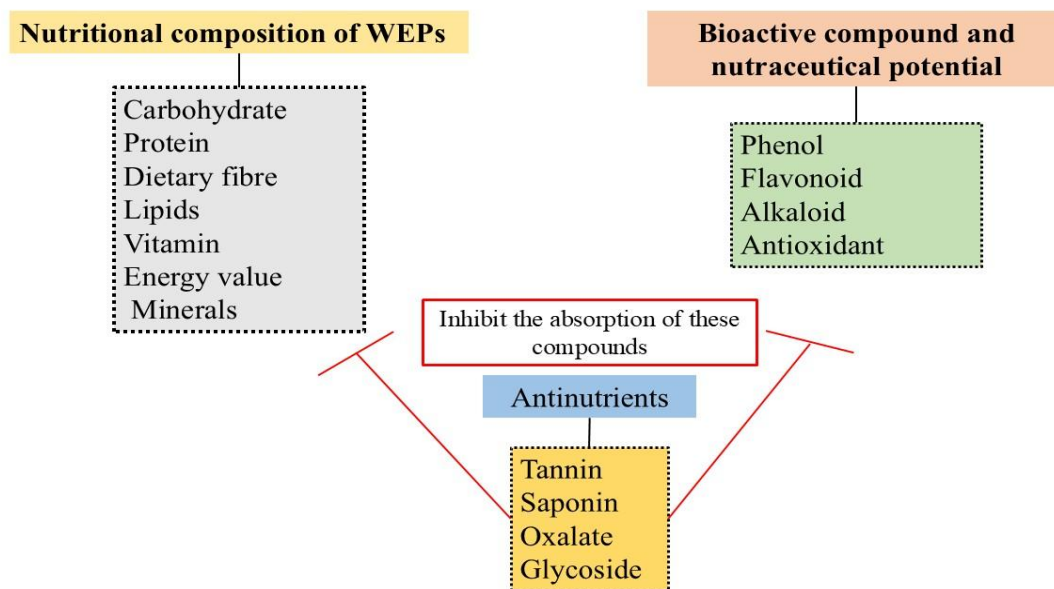 Nutritional composition of WEPs
Carbohydrate
Protein
Dietary fibre
Lipids
Vitamin
Energy value
Minerals
Bioactive compound and
nutraceutical potential
Phenol
Flavonoid
Alkaloid
Antioxidant
Inhibit the absorption of these
compounds
Antinutrients
Tannin
Saponin
Oxalate
Glycoside